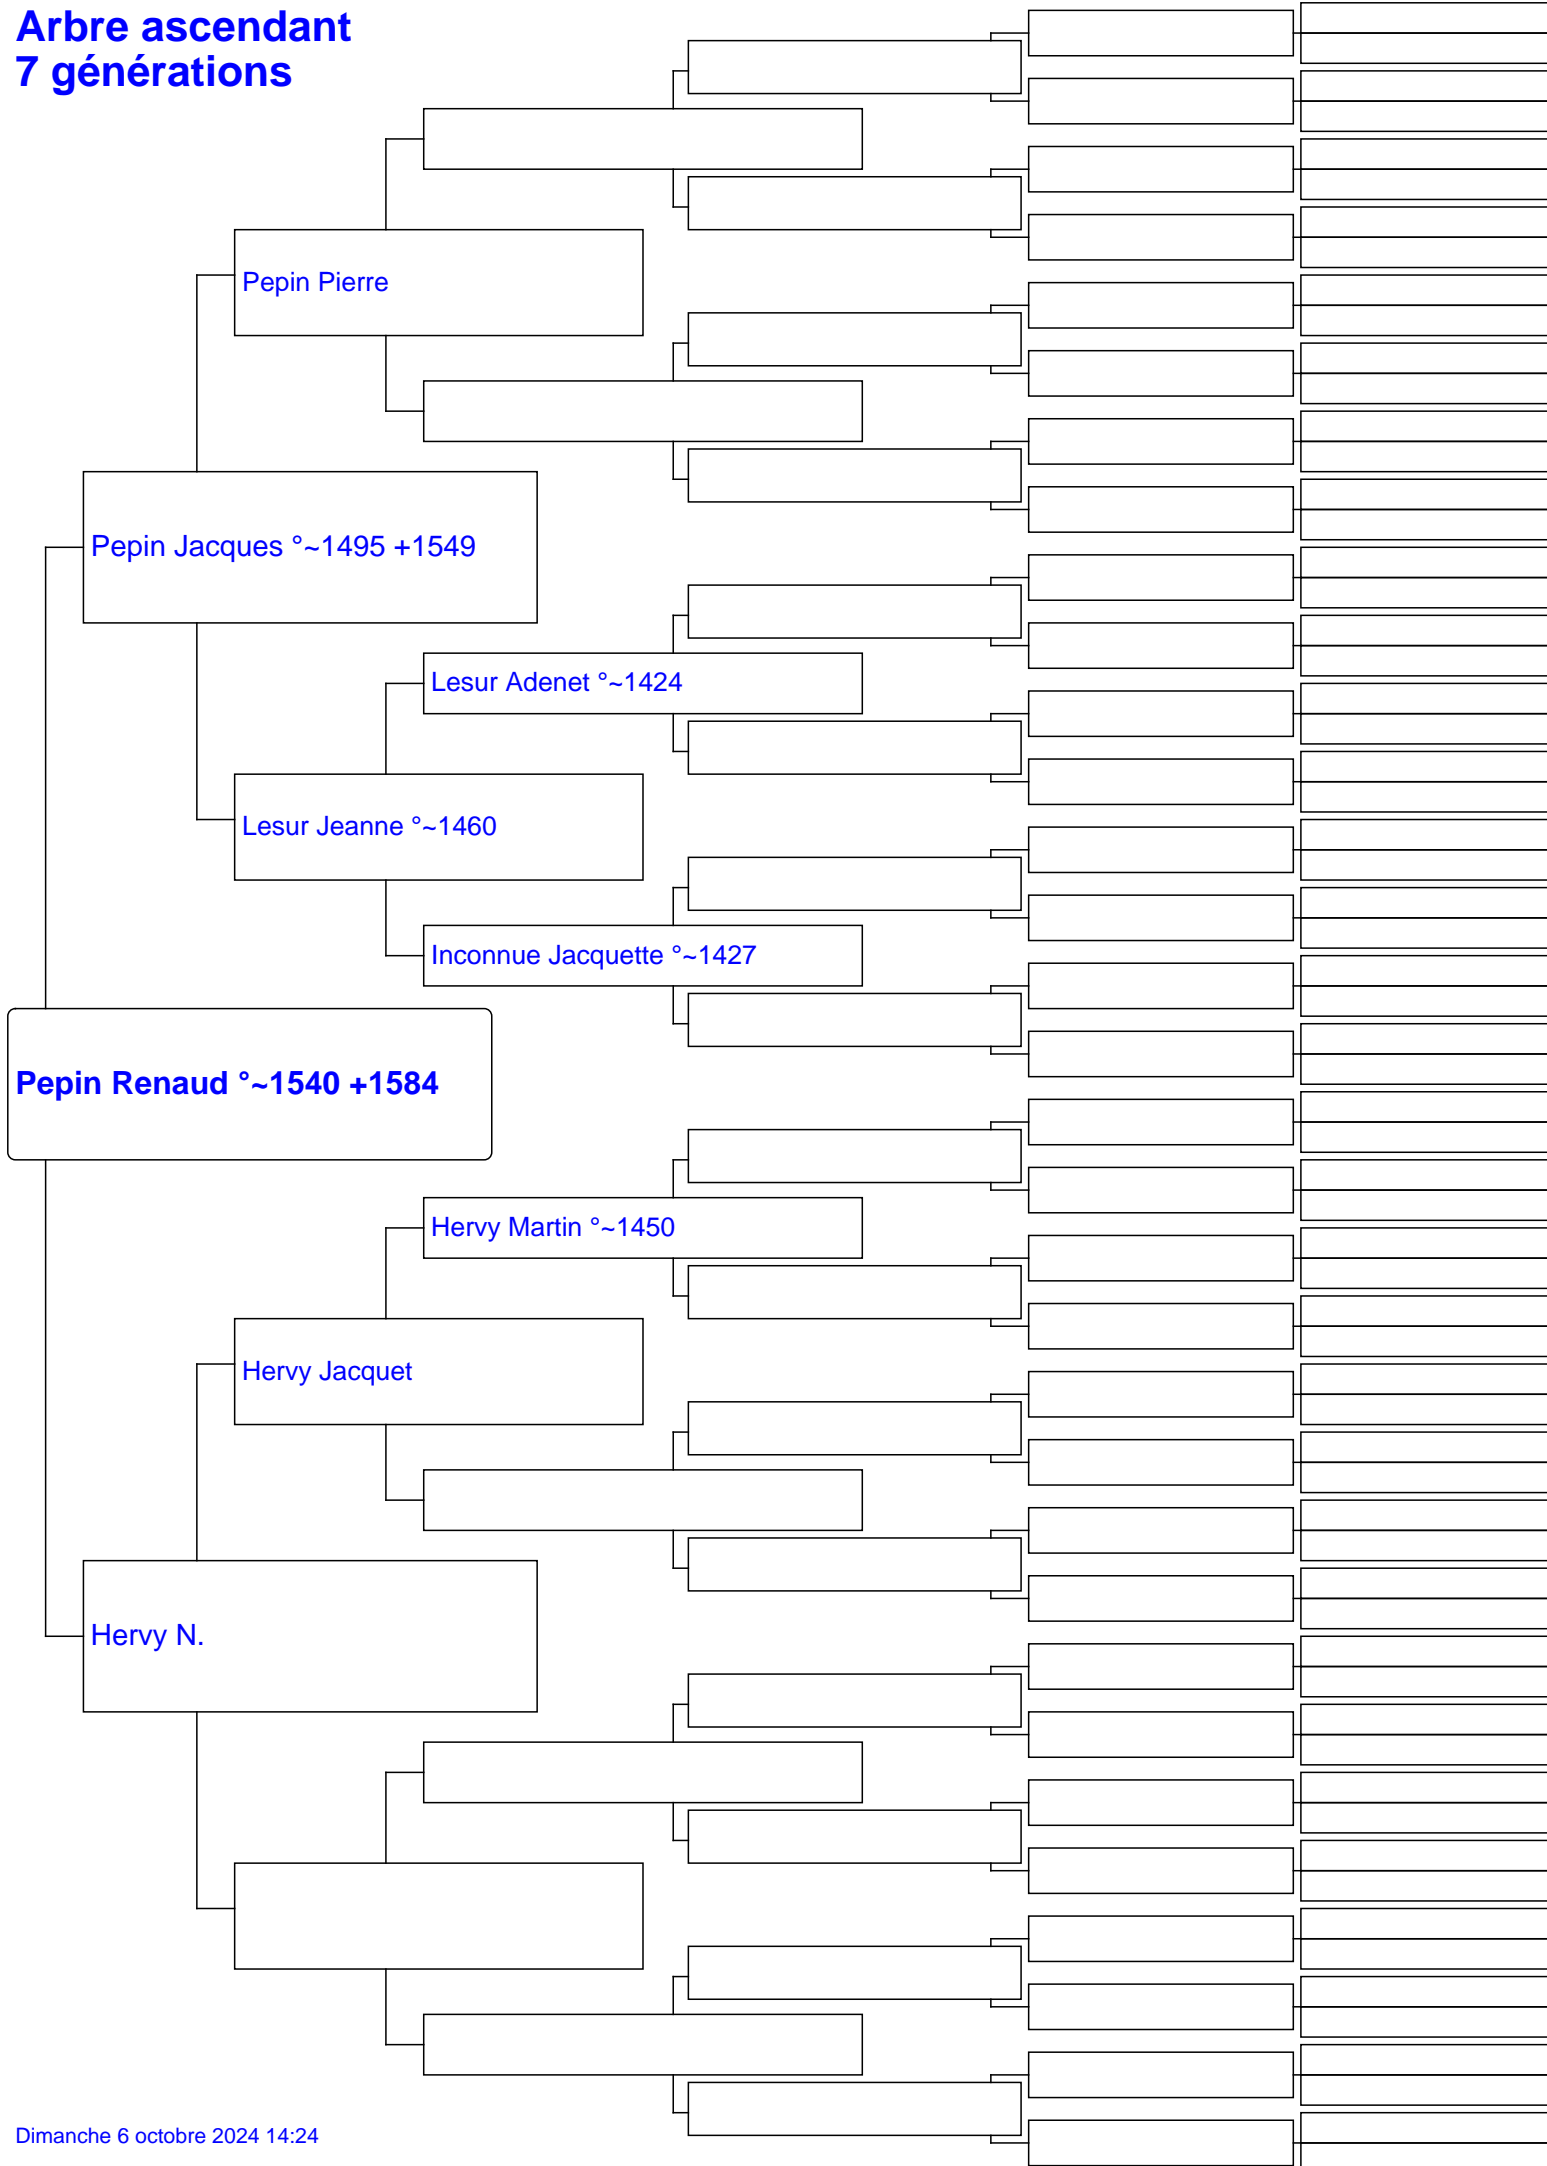 Arbre ascendant
7 générations
Pepin Pierre
Pepin Jacques °~1495 +1549
Lesur Adenet °~1424
Lesur Jeanne °~1460
Inconnue Jacquette °~1427
Pepin Renaud °~1540 +1584
Hervy Martin °~1450
Hervy Jacquet
Hervy N.
Dimanche 6 octobre 2024 14:24